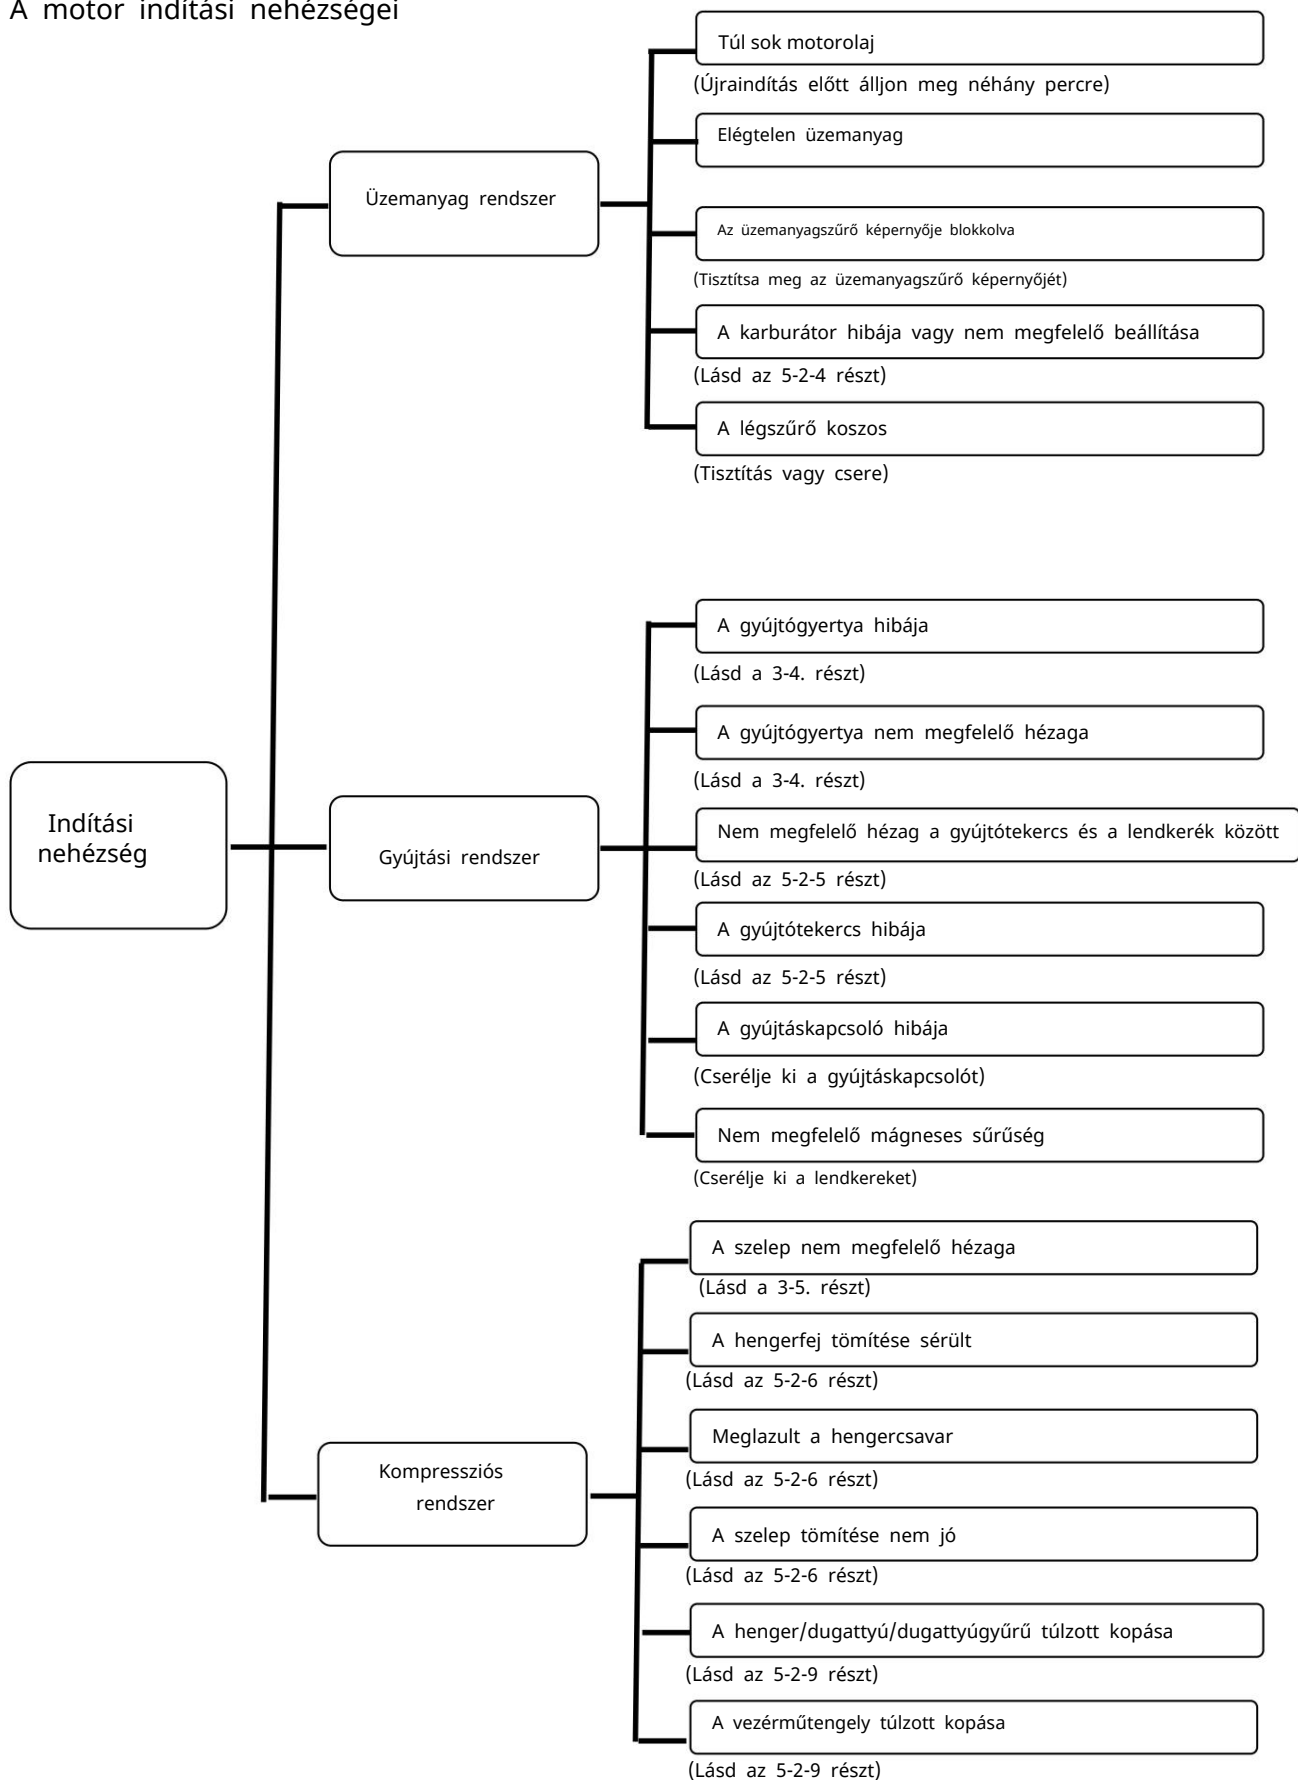 A motor indítási nehézségei
Túl sok motorolaj
(Újraindítás előtt álljon meg néhány percre)
Elégtelen üzemanyag
Üzemanyag rendszer
Az üzemanyagszűrő képernyője blokkolva
(Tisztítsa meg az üzemanyagszűrő képernyőjét)
A karburátor hibája vagy nem megfelelő beállítása
(Lásd az 5-2-4 részt)
A légszűrő koszos
(Tisztítás vagy csere)
A gyújtógyertya hibája
(Lásd a 3-4. részt)
A gyújtógyertya nem megfelelő hézaga
(Lásd a 3-4. részt)
Indítási
nehézség
Gyújtási rendszer
Nem megfelelő hézag a gyújtótekercs és a lendkerék között
(Lásd az 5-2-5 részt)
A gyújtótekercs hibája
(Lásd az 5-2-5 részt)
A gyújtáskapcsoló hibája
(Cserélje ki a gyújtáskapcsolót)
Nem megfelelő mágneses sűrűség
(Cserélje ki a lendkereket)
A szelep nem megfelelő hézaga
(Lásd a 3-5. részt)
A hengerfej tömítése sérült
(Lásd az 5-2-6 részt)
Meglazult a hengercsavar
(Lásd az 5-2-6 részt)
Kompressziós
rendszer
A szelep tömítése nem jó
(Lásd az 5-2-6 részt)
A henger/dugattyú/dugattyúgyűrű túlzott kopása
(Lásd az 5-2-9 részt)
A vezérműtengely túlzott kopása
(Lásd az 5-2-9 részt)